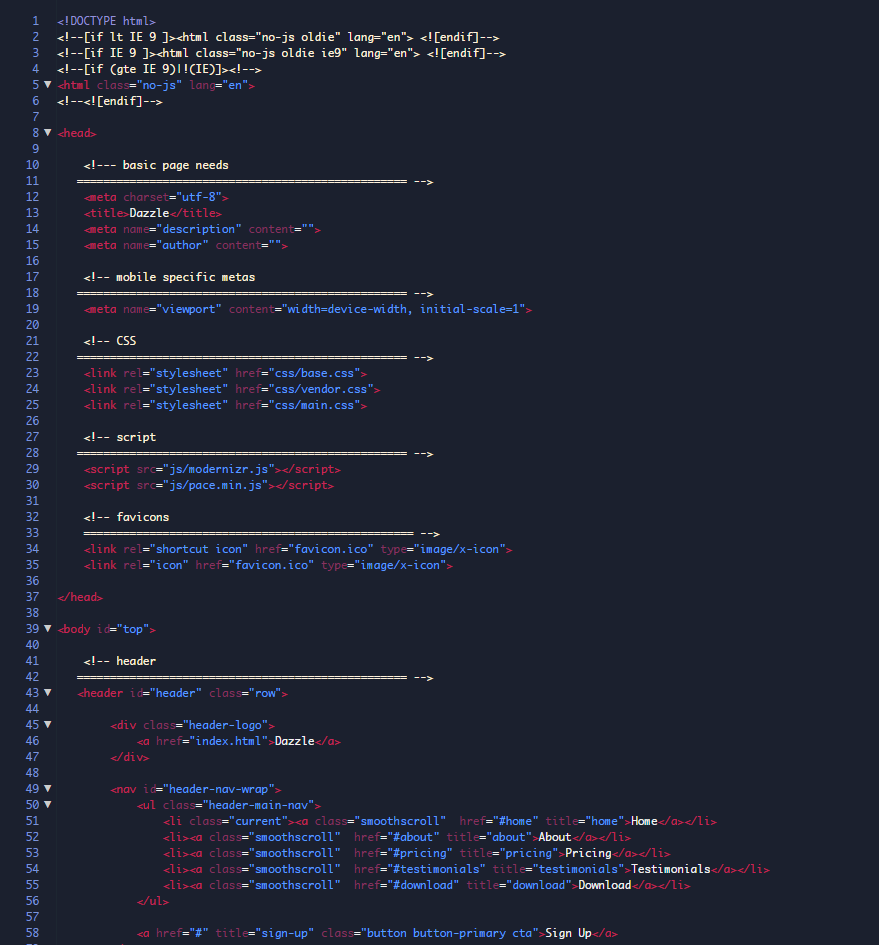 1 <!DOCTYPE html>
2 <!--[if lt IE 9 ]><html class="no-js oldie" lang="en"> <![endif]-->
3 <!--[if IE 9 ]><html class="no-js oldie ie9" lang="en"> <![endif]-->
4 <!--[if (gte IE 9)|!(IE)]><!-->
5 <html class="no-js" lang="en">
6 <!--<![endif]-->
7
8 <head>
9
10 <!--- basic page needs
11 ================================================== -->
12 <meta charset="utf-8">
13 <title>Dazzle</title>
14 <meta name="description" content="">
15 <meta name="author" content="">
16
17 <!-- mobile specific metas
18 ================================================== -->
19 <meta name="viewport" content="width=device-width, initial-scale=1">
20
21 <!-- CSS
22 ================================================== -->
23 <link rel="stylesheet" href="css/base.css">
24 <link rel="stylesheet" href="css/vendor.css">
25 <link rel="stylesheet" href="css/main.css">
26
27 <!-- script
28 ================================================== -->
29 <script src="js/modernizr.js"></script>
30 <script src="js/pace.min.js"></script>
31
32 <!-- favicons
33 ================================================== -->
34 <link rel="shortcut icon" href="favicon.ico" type="image/x-icon">
35 <link rel="icon" href="favicon.ico" type="image/x-icon">
36
37 </head>
38
39 <body id="top">
40
41 <!-- header
42 ================================================== -->
43 <header id="header" class="row">
44
45 <div class="header-logo">
46 <a href="index.html">Dazzle</a>
47 </div>
48
49 <nav id="header-nav-wrap">
50 <ul class="header-main-nav">
51 <li class="current"><a class="smoothscroll"  href="#home" title="home">Home</a></li>
52 <li><a class="smoothscroll"  href="#about" title="about">About</a></li>
53 <li><a class="smoothscroll"  href="#pricing" title="pricing">Pricing</a></li>
54 <li><a class="smoothscroll"  href="#testimonials" title="testimonials">Testimonials</a></li>
55 <li><a class="smoothscroll"  href="#download" title="download">Download</a></li>
56 </ul>
57
58 <a href="#" title="sign-up" class="button button-primary cta">Sign Up</a>